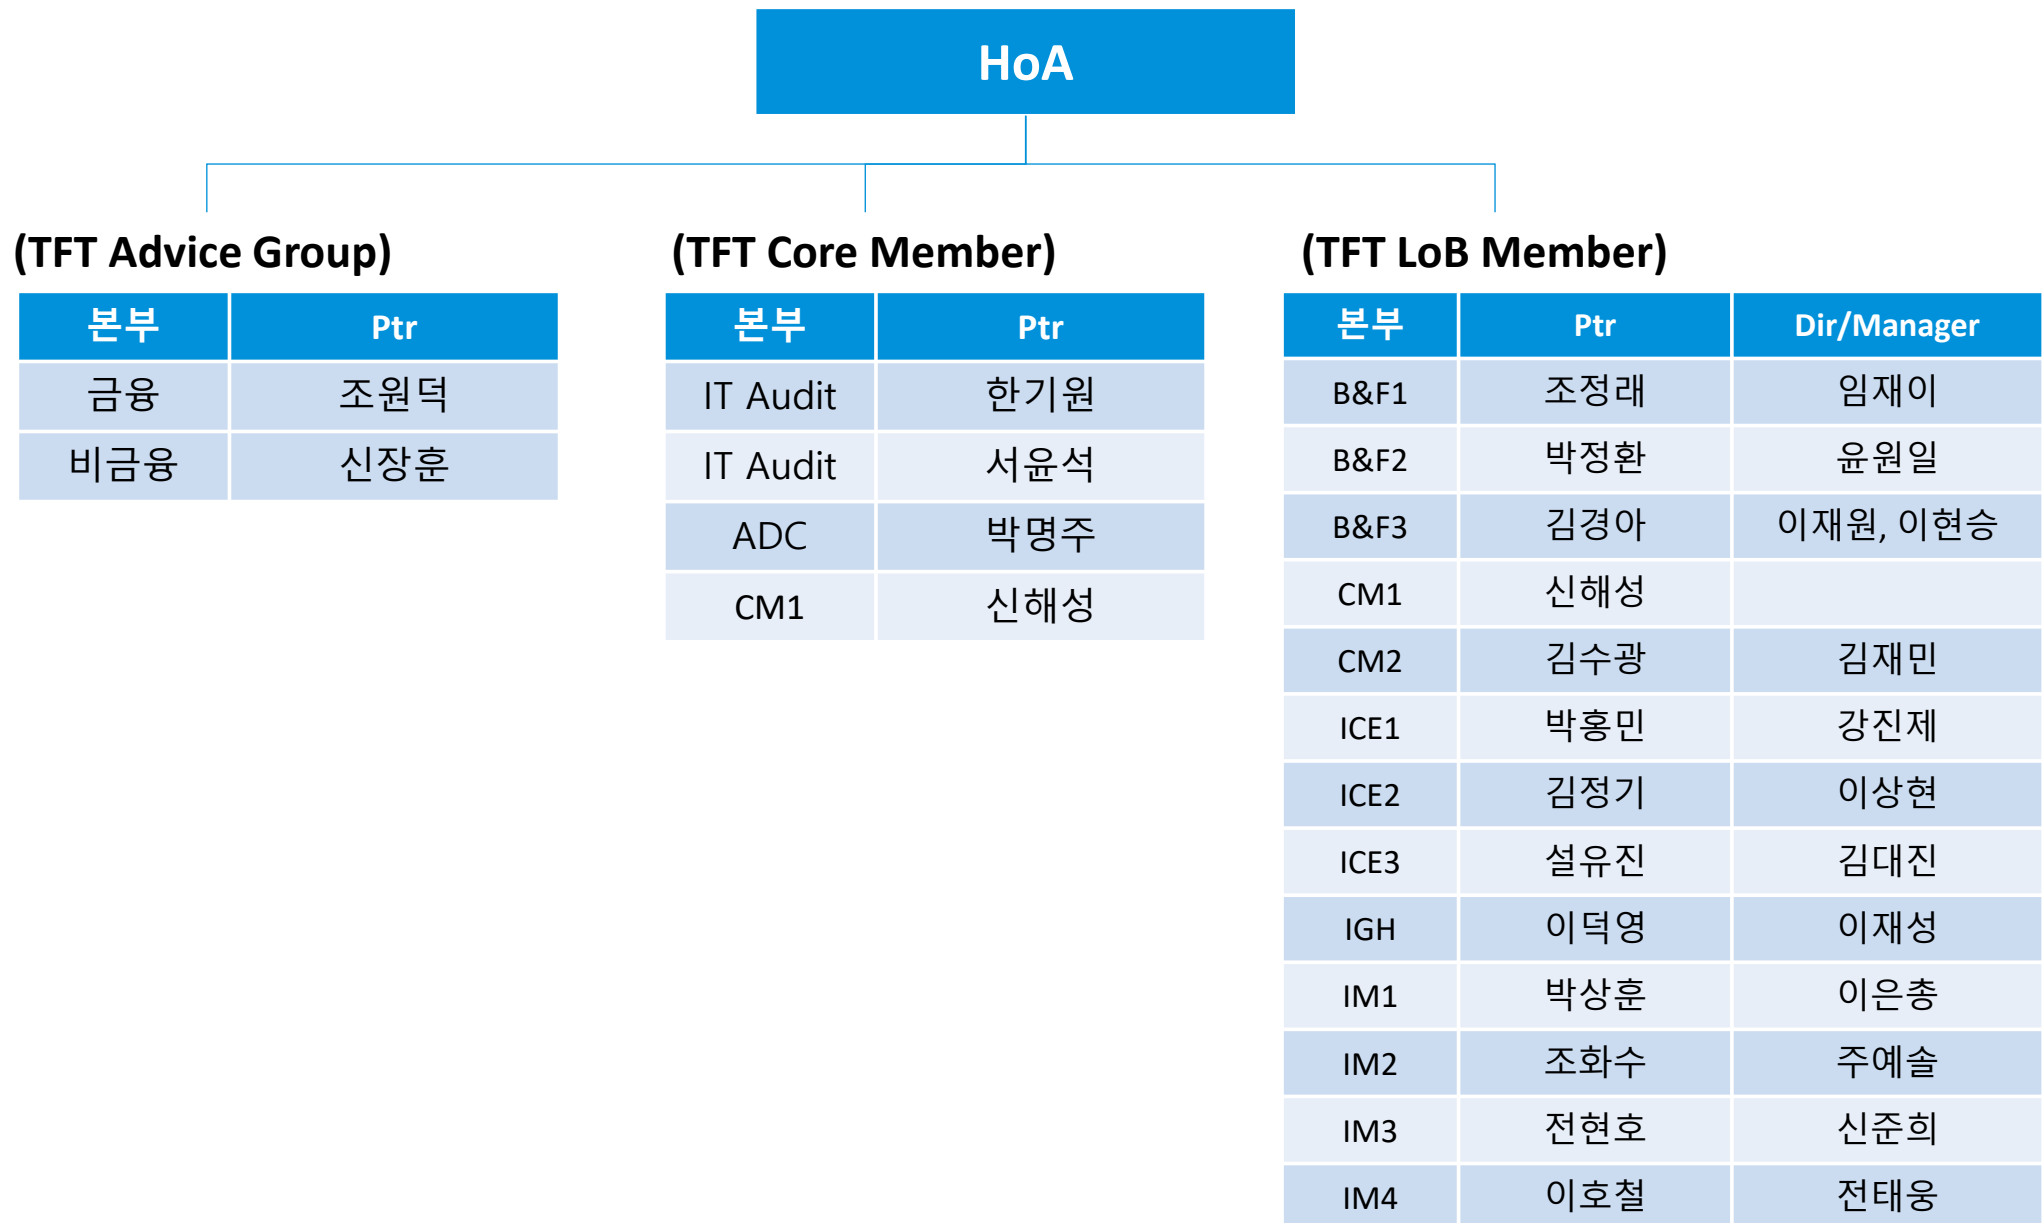 HoA
(TFT Advice Group)
본부 Ptr
금융 조원덕
비금융 신장훈
(TFT Core Member)
본부 Ptr
IT Audit 한기원
IT Audit 서윤석
ADC 박명주
CM1 신해성
(TFT LoB Member)
본부 Ptr Dir/Manager
B&F1 조정래 임재이
B&F2 박정환 윤원일
B&F3 김경아 이재원, 이현승
CM1 신해성
CM2 김수광 김재민
ICE1 박홍민 강진제
ICE2 김정기 이상현
ICE3 설유진 김대진
IGH 이덕영 이재성
IM1 박상훈 이은총
IM2 조화수 주예솔
IM3 전현호 신준희
IM4 이호철 전태웅